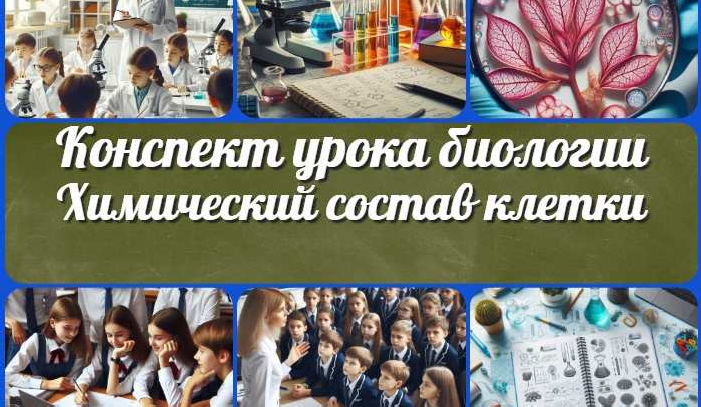 Конспект урока биологии
Химический состав клетки